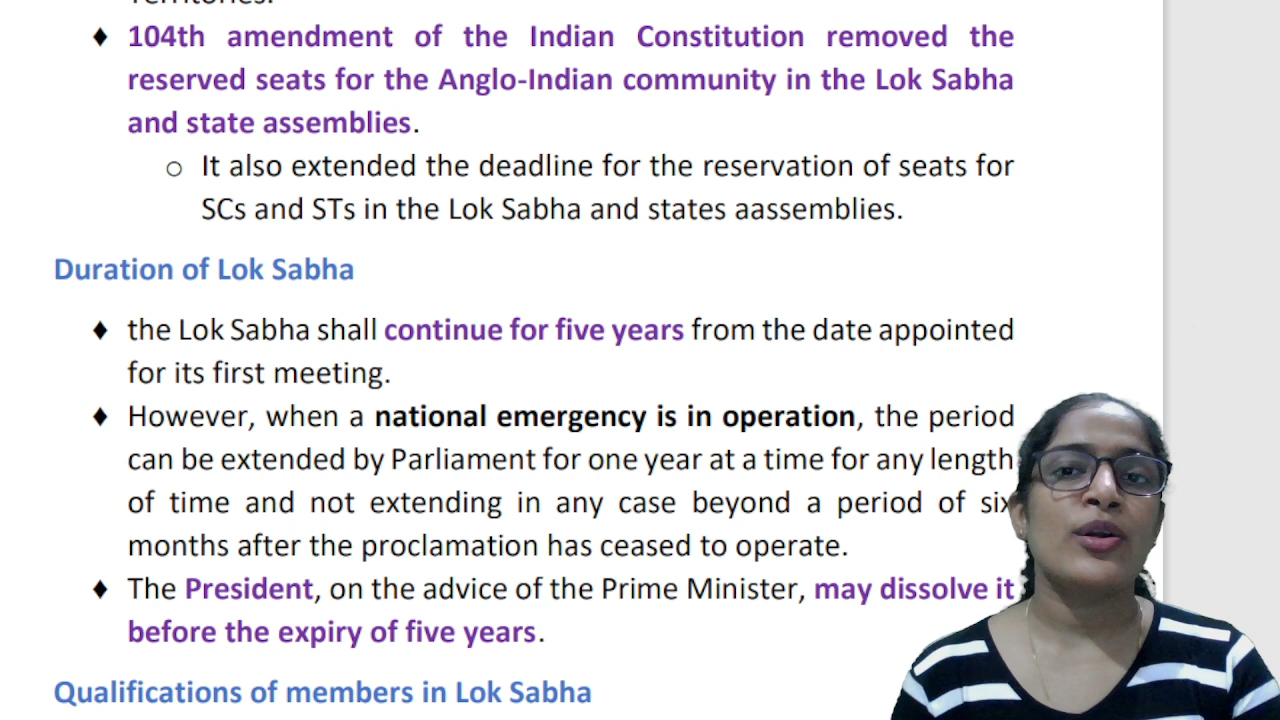 Territories.
♦ 104th amendment of the Indian Constitution removed the
reserved seats for the Anglo-Indian community in the Lok Sabha
and state assemblies.
o It also extended the deadline for the reservation of seats for
SCs and STs in the Lok Sabha and states aassemblies.
Duration of Lok Sabha
♦ the Lok Sabha shall continue for five years from the date appointed
for its first meeting.
♦ However, when a national emergency is in operation, the period
can be extended by Parliament for one year at a time for any length
of time and not extending in any case beyond a period of six
months after the proclamation has ceased to operate.
♦ The President, on the advice of the Prime Minister, may dissolve it
before the expiry of five years.
Qualifications of members in Lok Sabha